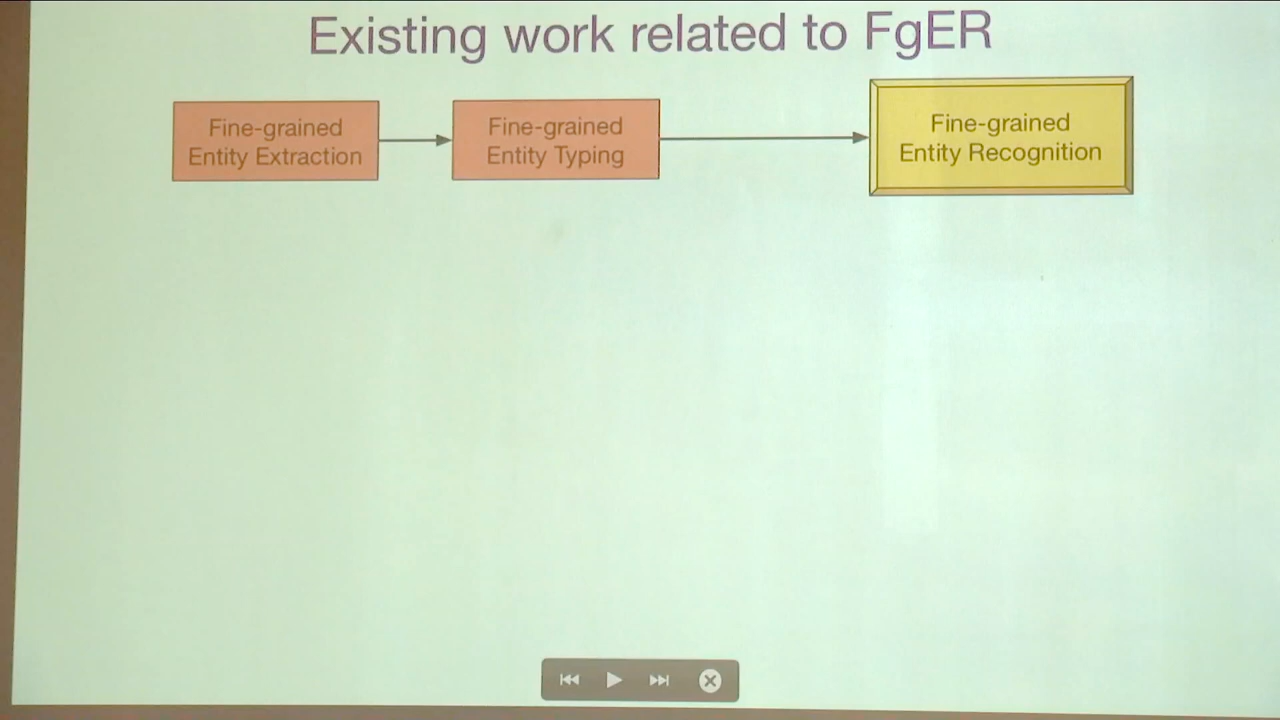 Existing work related to FgER
Fine-grained
Entity Extraction
Fine-grained
Entity Typing
Fine-grained
Entity Recognition